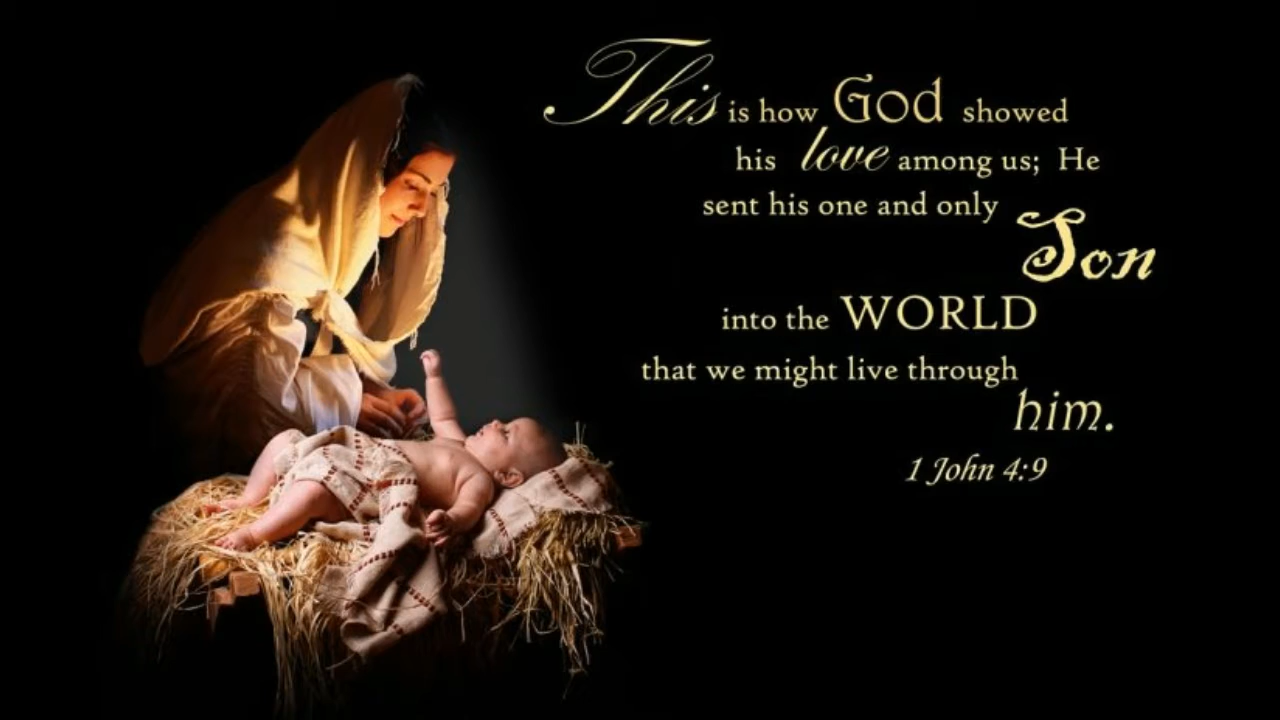 This is how God showed
his love among us; He
sent his one and only
Son
into the WORLD
that we might live through
him.
1 John 4:9